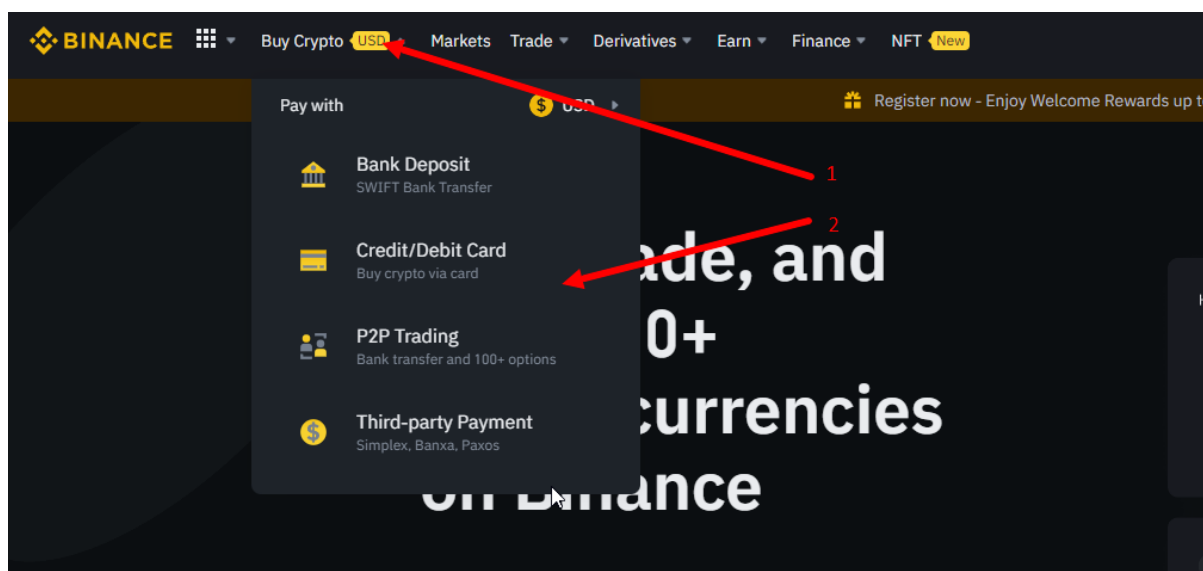 BINANCE Buy Crypto USD Markets Trade Derivatives Earn Finance NFT New
Pay with USD
Register now - Enjoy Welcome Rewards up
Bank Deposit
SWIFT Bank Transfer
1
2
Credit/Debit Card
Buy crypto via card
and
P2P Trading
Bank transfer and 100+ options
0+
Third-party Payment
Simplex, Banxa, Paxos
currencies
on Binance